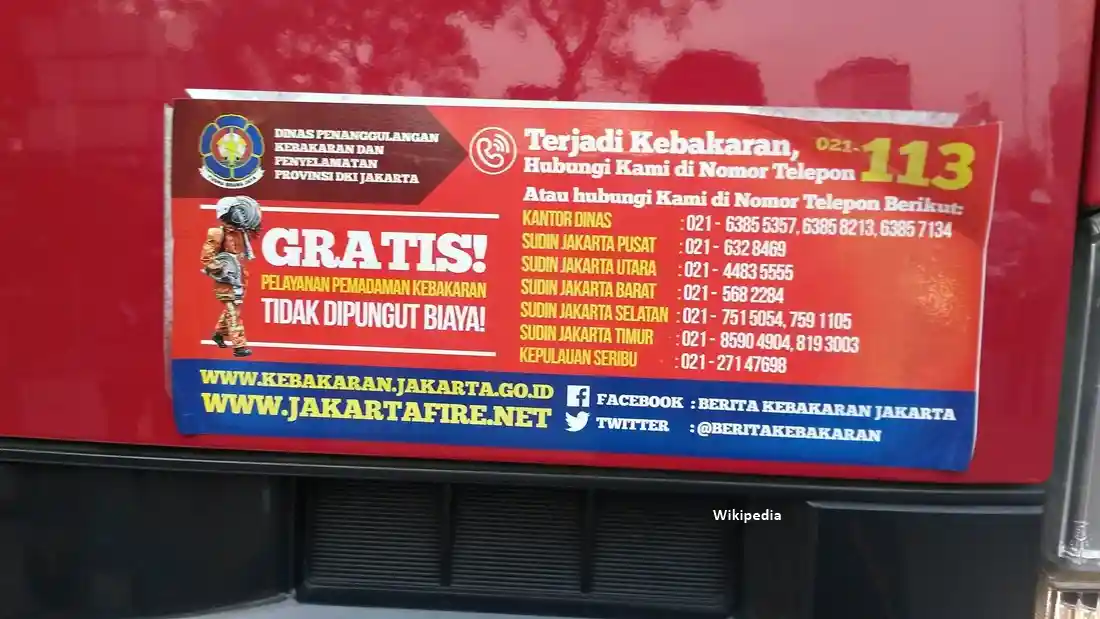 DINAS PENANGGULANGAN
KEBAKARAN DAN
PENYELAMATAN
PROVINSI DKI JAKARTA
Terjadi Kebakaran,
Hubungi Kami di Nomor Telepon 021-113
Atau hubungi Kami di Nomor Telepon Berikut:
KANTOR DINAS : 021 - 6385 5357, 6385 8213, 6385 7134
SUDIN JAKARTA PUSAT : 021 - 632 8469
SUDIN JAKARTA UTARA : 021 - 4483 5555
SUDIN JAKARTA BARAT : 021 - 568 2284
SUDIN JAKARTA SELATAN : 021 - 751 5054, 759 1105
SUDIN JAKARTA TIMUR : 021 - 8590 4904, 819 3003
KEPULAUAN SERIBU : 021 - 271 47698
GRATIS!
PELAYANAN PEMADAMAN KEBAKARAN
TIDAK DIPUNGUT BIAYA!
WWW.KEBAKARAN.JAKARTA.GO.ID
WWW.JAKARTAFIRE.NET
FACEBOOK : BERITA KEBAKARAN JAKARTA
TWITTER : @BERITAKEBAKARAN
Wikipedia